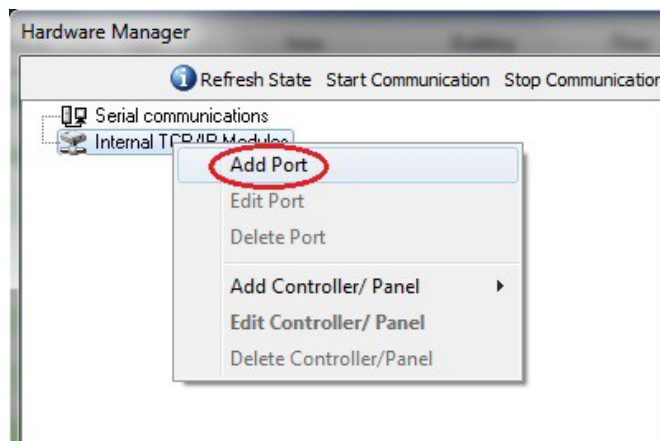 Hardware Manager
Refresh State Start Communication Stop Communication
Serial communications
Internal TCP/IP Modules
Add Port
Edit Port
Delete Port
Add Controller/ Panel
Edit Controller/ Panel
Delete Controller/Panel